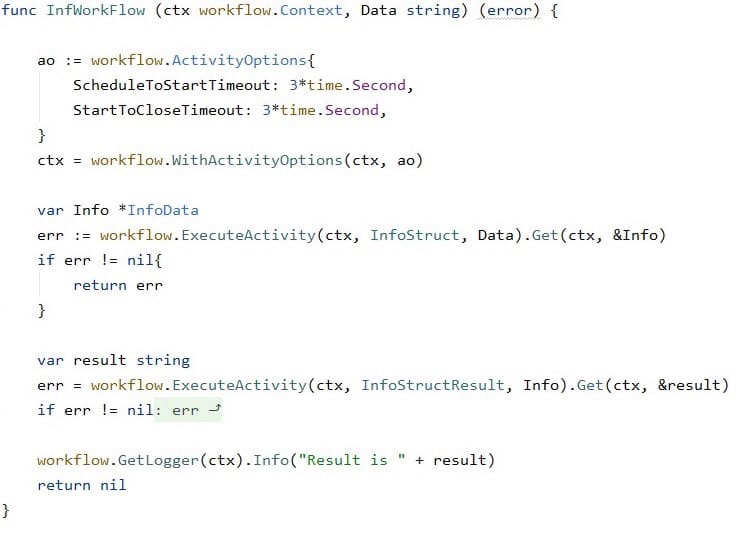 func InfWorkFlow (ctx workflow.Context, Data string) (error) {
    ao := workflow.ActivityOptions{
        ScheduleToStartTimeout: 3*time.Second,
        StartToCloseTimeout: 3*time.Second,
    }
    ctx = workflow.WithActivityOptions(ctx, ao)
    var Info *InfoData
    err := workflow.ExecuteActivity(ctx, InfoStruct, Data).Get(ctx, &Info)
    if err != nil{
        return err
    }
    var result string
    err = workflow.ExecuteActivity(ctx, InfoStructResult, Info).Get(ctx, &result)
    if err != nil: err ⤴
    workflow.GetLogger(ctx).Info("Result is " + result)
    return nil
}